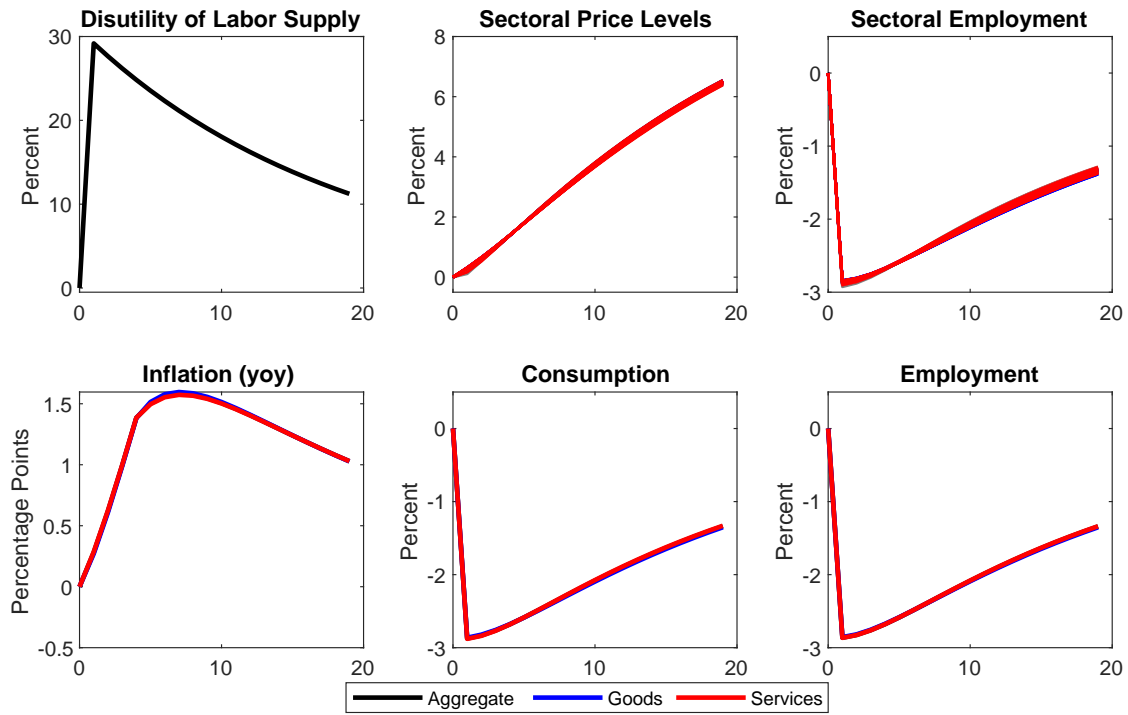 Disutility of Labor Supply
Sectoral Price Levels
Sectoral Employment
Percent
30
20
10
0
0
10
20
Percent
8
6
4
2
0
0
10
20
Percent
0
-1
-2
-3
0
10
20
Inflation (yoy)
Consumption
Employment
Percentage Points
1.5
1
0.5
0
-0.5
0
10
20
Percent
0
-1
-2
-3
0
10
20
Percent
0
-1
-2
-3
0
10
20
Aggregate
Goods
Services